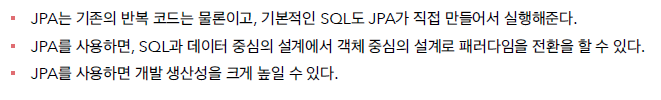 ▪ JPA는 기존의 반복 코드는 물론이고, 기본적인 SQL도 JPA가 직접 만들어서 실행해준다.
▪ JPA를 사용하면, SQL과 데이터 중심의 설계에서 객체 중심의 설계로 패러다임을 전환을 할 수 있다.
▪ JPA를 사용하면 개발 생산성을 크게 높일 수 있다.